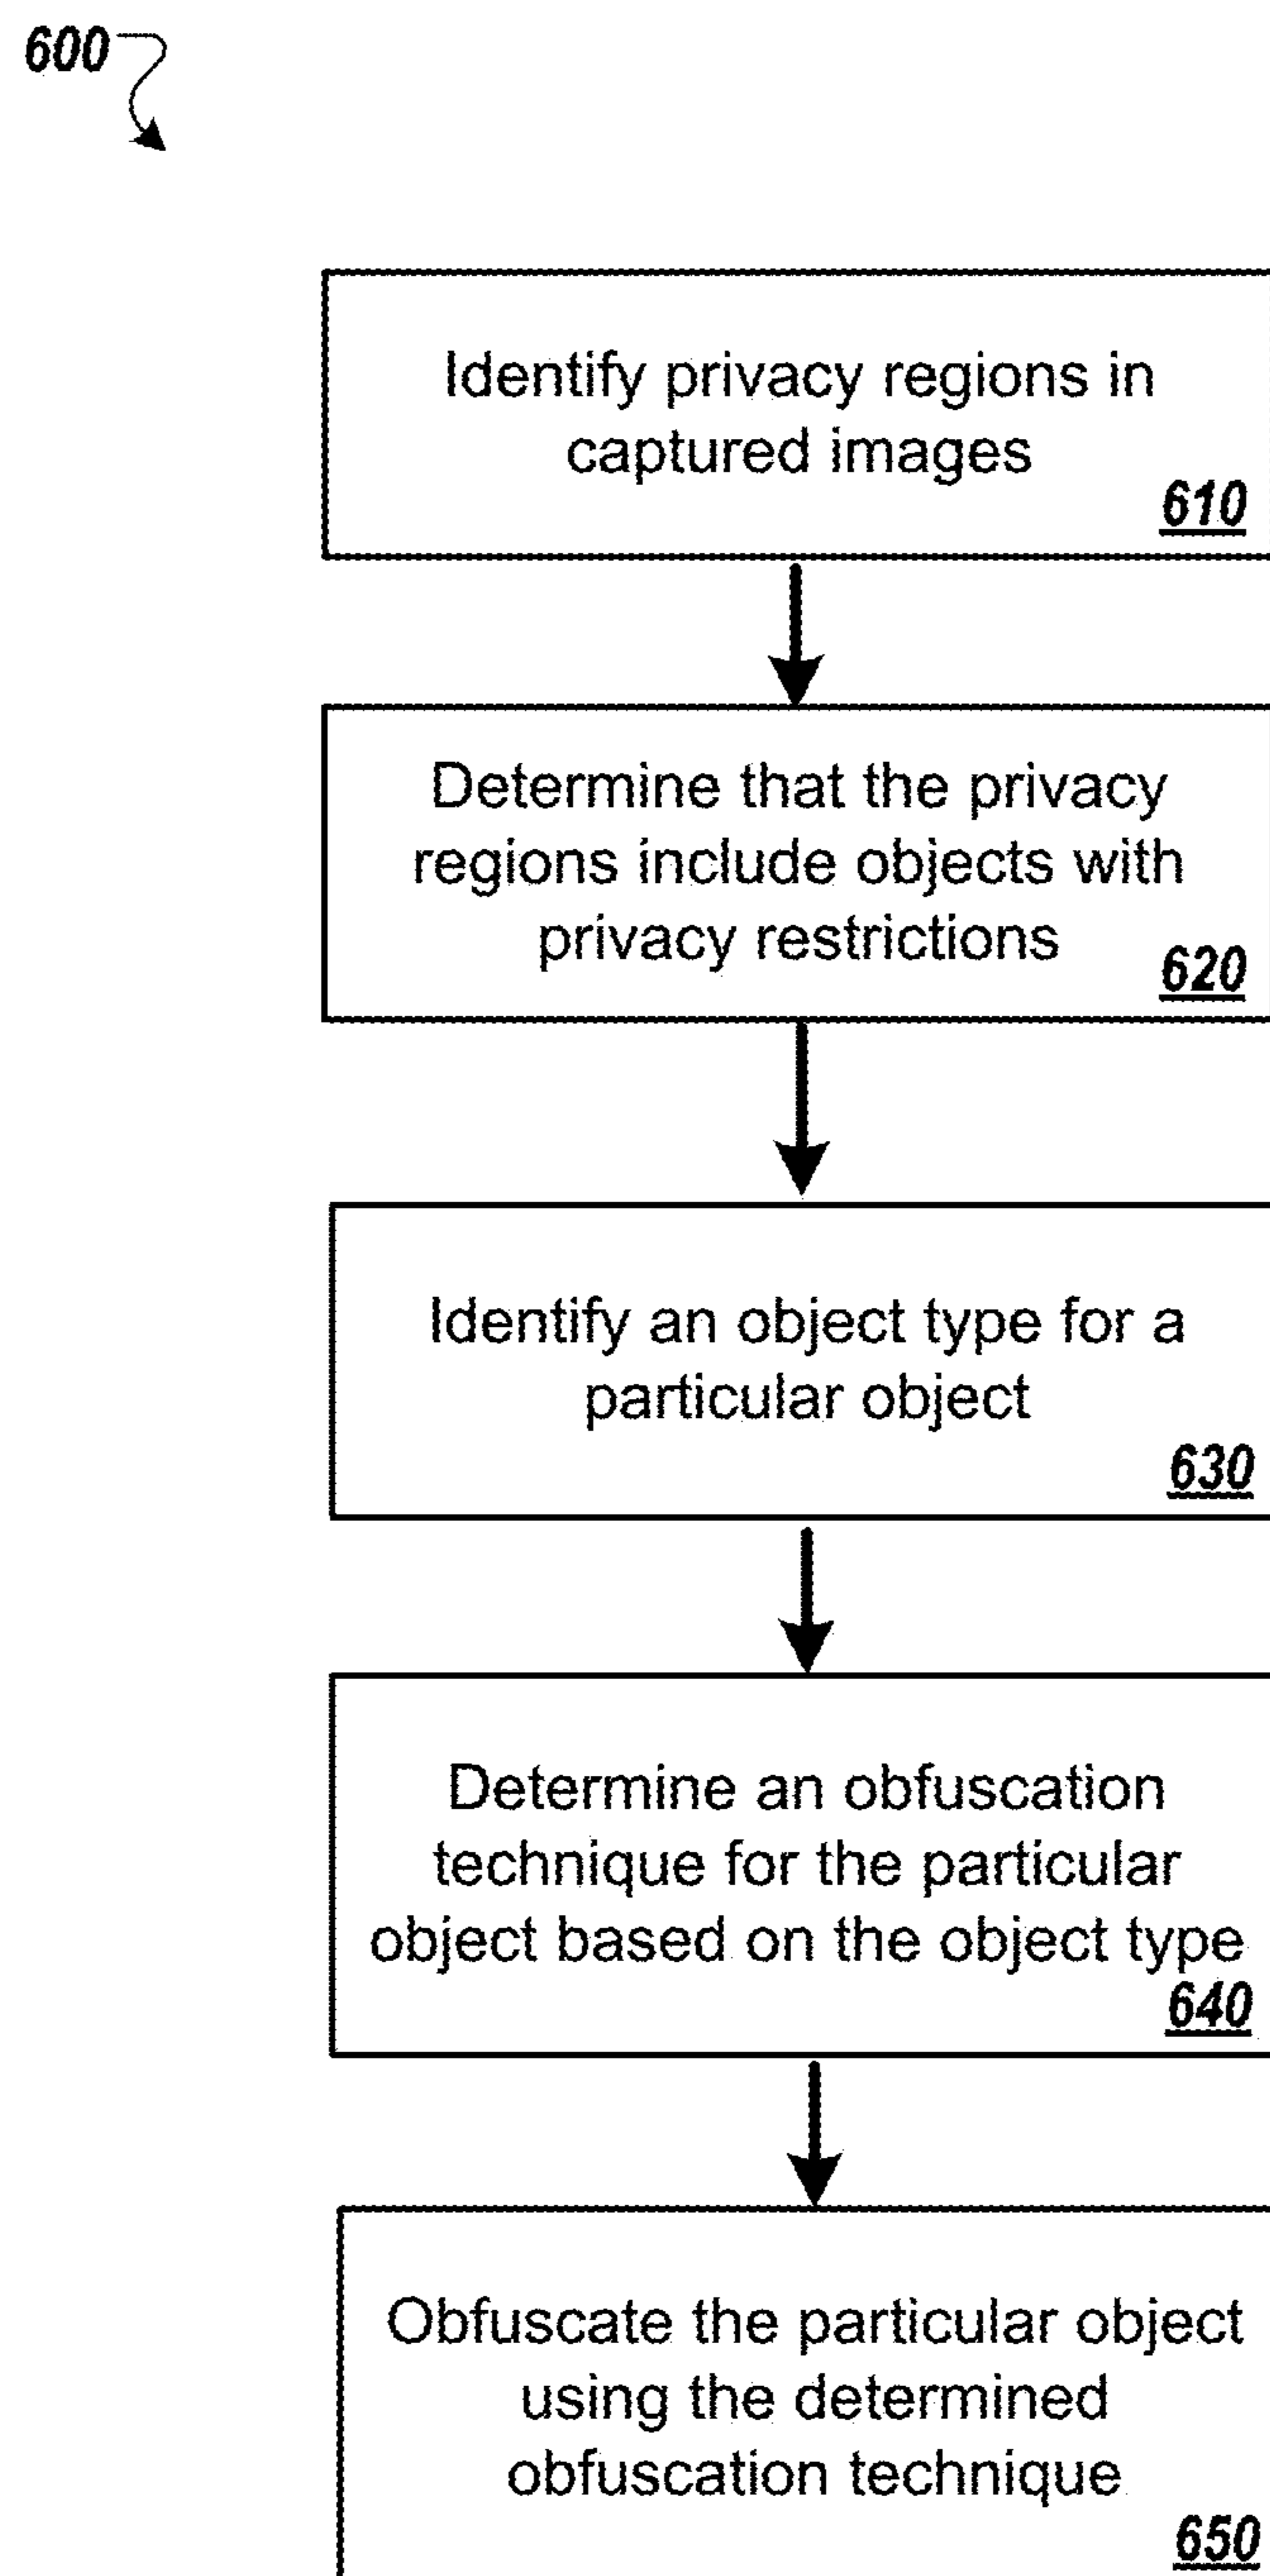 600
Identify privacy regions in
captured images
610
Determine that the privacy
regions include objects with
privacy restrictions
620
Identify an object type for a
particular object
630
Determine an obfuscation
technique for the particular
object based on the object type
640
Obfuscate the particular object
using the determined
obfuscation technique
650